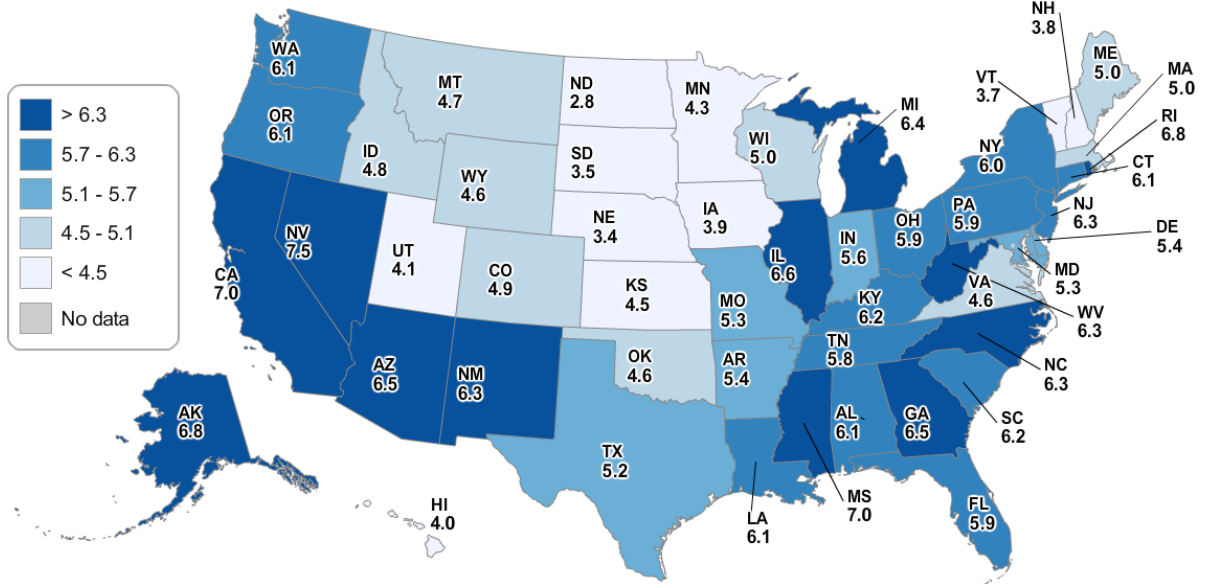 > 6.3
5.7 - 6.3
5.1 - 5.7
4.5 - 5.1
< 4.5
No data
WA
6.1
OR
6.1
CA
7.0
NV
7.5
ID
4.8
MT
4.7
WY
4.6
UT
4.1
CO
4.9
AZ
6.5
NM
6.3
ND
2.8
SD
3.5
NE
3.4
KS
4.5
OK
4.6
TX
5.2
MN
4.3
IA
3.9
MO
5.3
AR
5.4
LA
6.1
WI
5.0
IL
6.6
MI
6.4
IN
5.6
OH
5.9
KY
6.2
TN
5.8
MS
7.0
AL
6.1
GA
6.5
FL
5.9
SC
6.2
NC
6.3
WV
6.3
VA
4.6
MD
5.3
DE
5.4
PA
5.9
NJ
6.3
NY
6.0
CT
6.1
RI
6.8
MA
5.0
ME
5.0
NH
3.8
VT
3.7
AK
6.8
HI
4.0